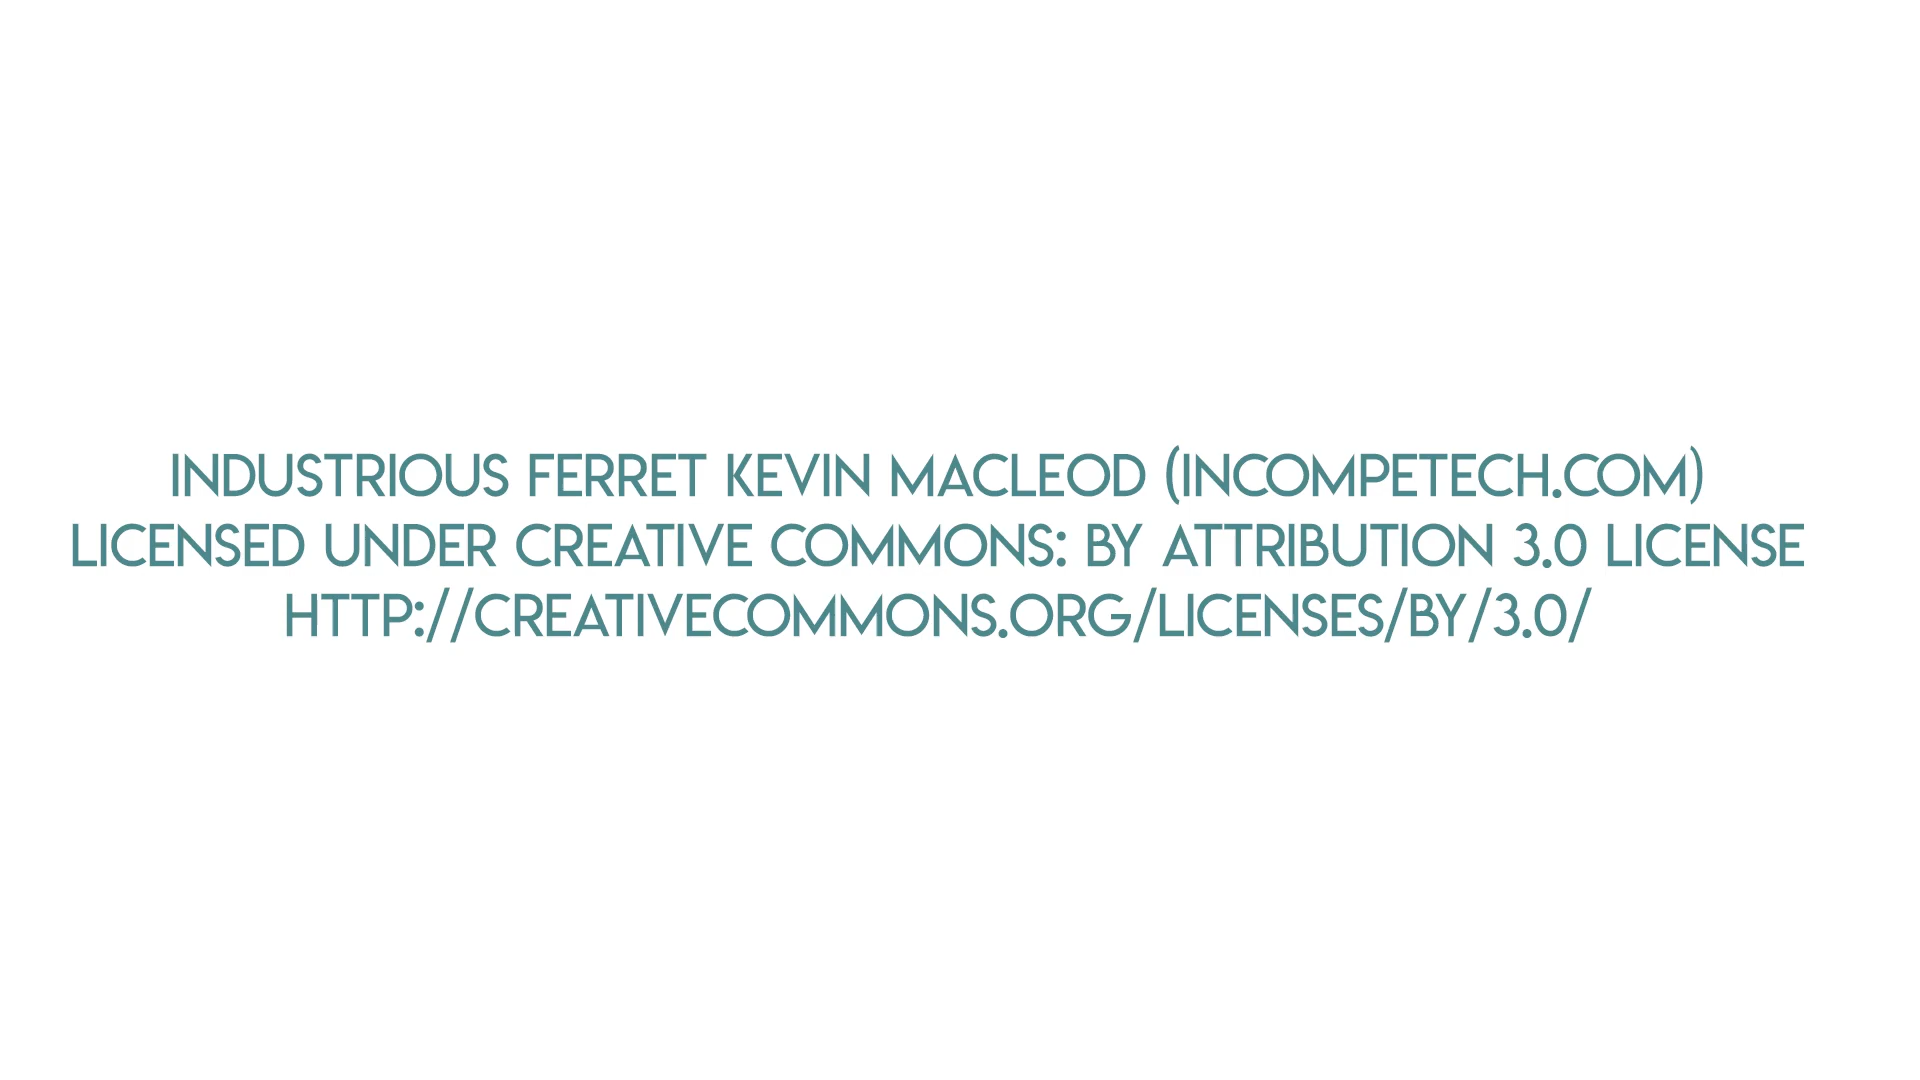 INDUSTRIOUS FERRET KEVIN MACLEOD (INCOMPETECH.COM)
LICENSED UNDER CREATIVE COMMONS: BY ATTRIBUTION 3.0 LICENSE
HTTP://CREATIVECOMMONS.ORG/LICENSES/BY/3.0/